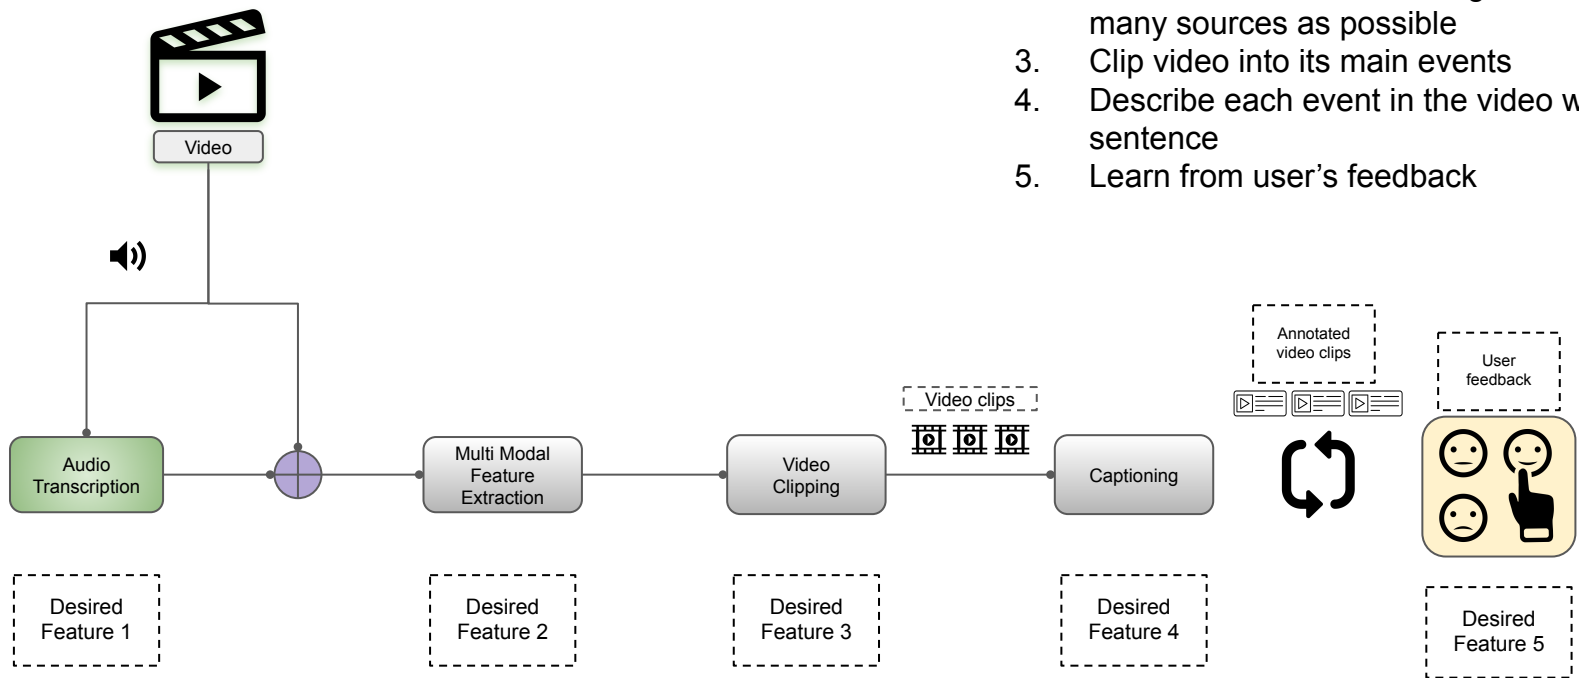 many sources as possible
3. Clip video into its main events
4. Describe each event in the video
sentence
5. Learn from user's feedback
Video
Annotated
video clips
User
feedback
Video clips
Audio
Transcription
Multi Modal
Feature
Extraction
Video
Clipping
Captioning
Desired
Feature 1
Desired
Feature 2
Desired
Feature 3
Desired
Feature 4
Desired
Feature 5